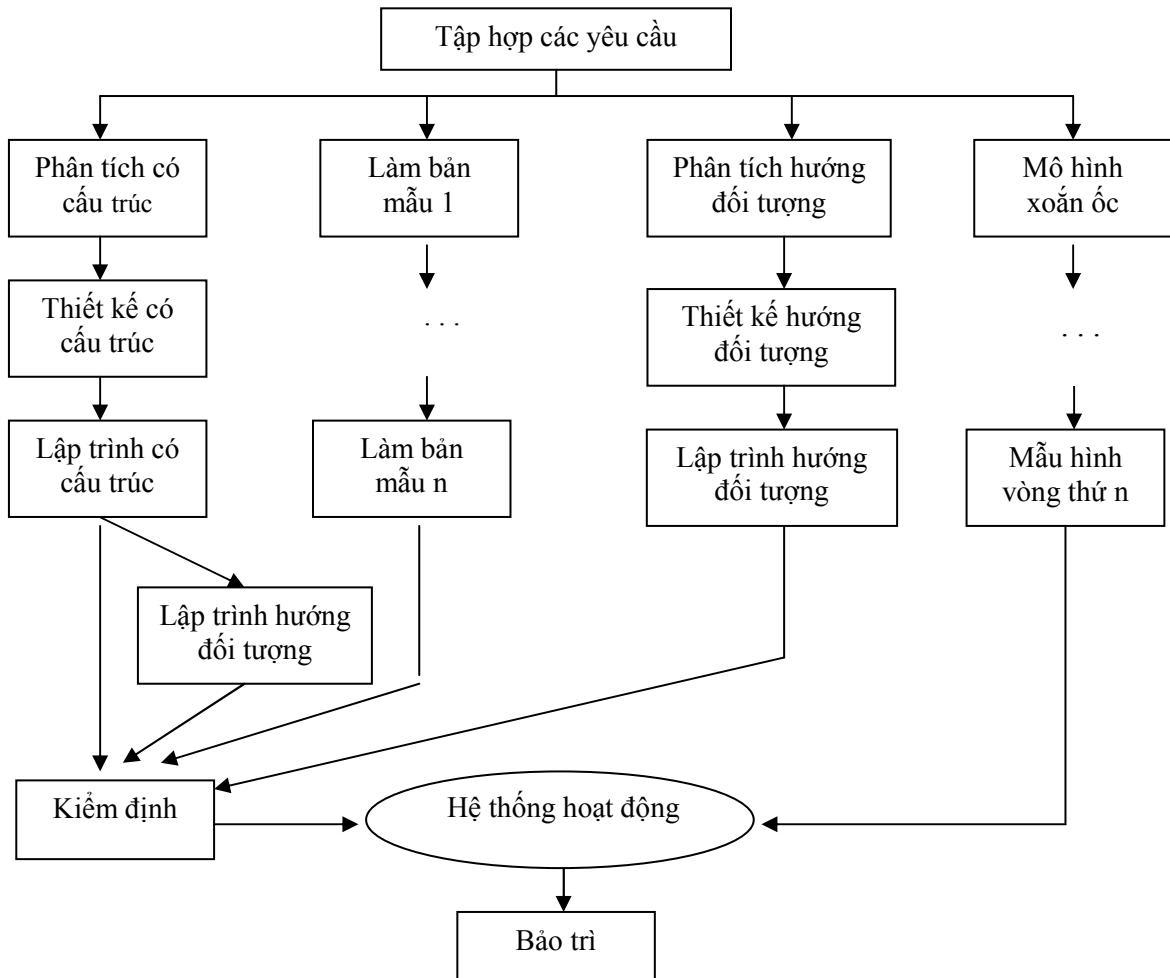 Tập hợp các yêu cầu
Phân tích có
cấu trúc
Làm bản
mẫu 1
Phân tích hướng
đối tượng
Mô hình
xoắn ốc
Thiết kế có
cấu trúc
. . .
Thiết kế hướng
đối tượng
. . .
Lập trình có
cấu trúc
Làm bản
mẫu n
Lập trình hướng
đối tượng
Mẫu hình
vòng thứ n
Lập trình hướng
đối tượng
Kiểm định
Hệ thống hoạt động
Bảo trì